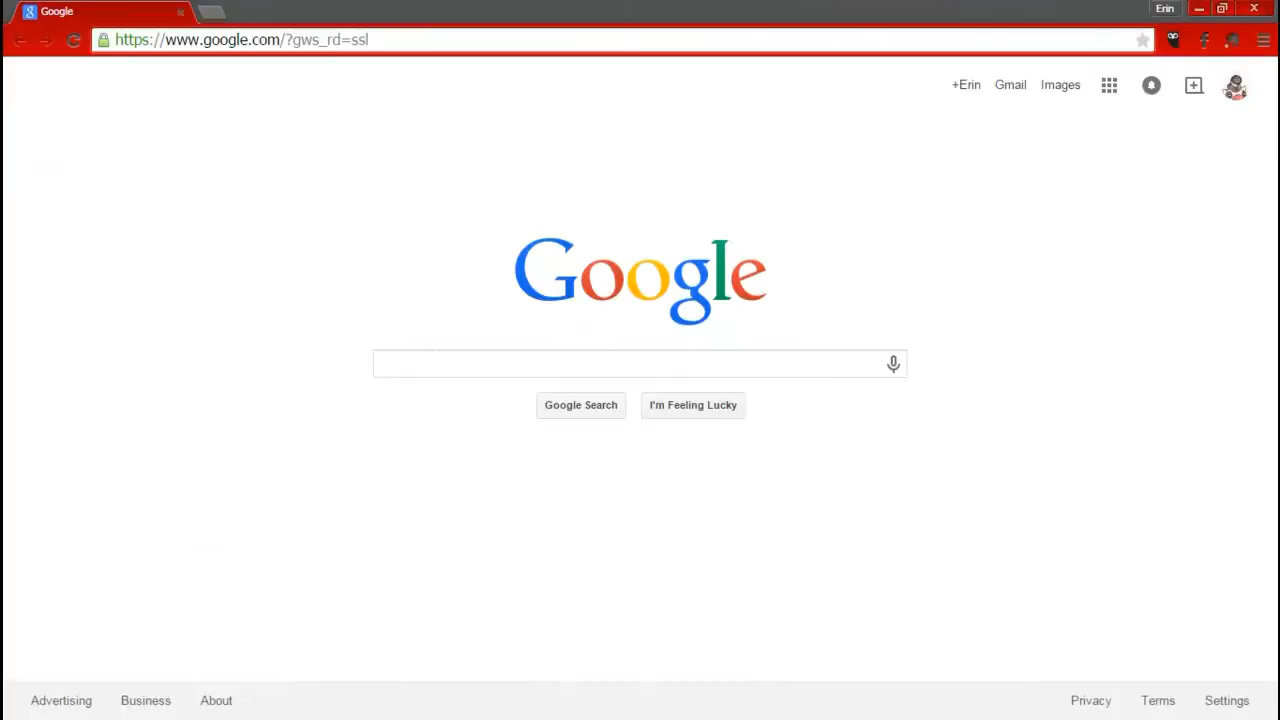 Google
Erin
https://www.google.com/?gws_rd=ssl
+Erin Gmail Images
Google
Google Search I'm Feeling Lucky
Advertising Business About Privacy Terms Settings